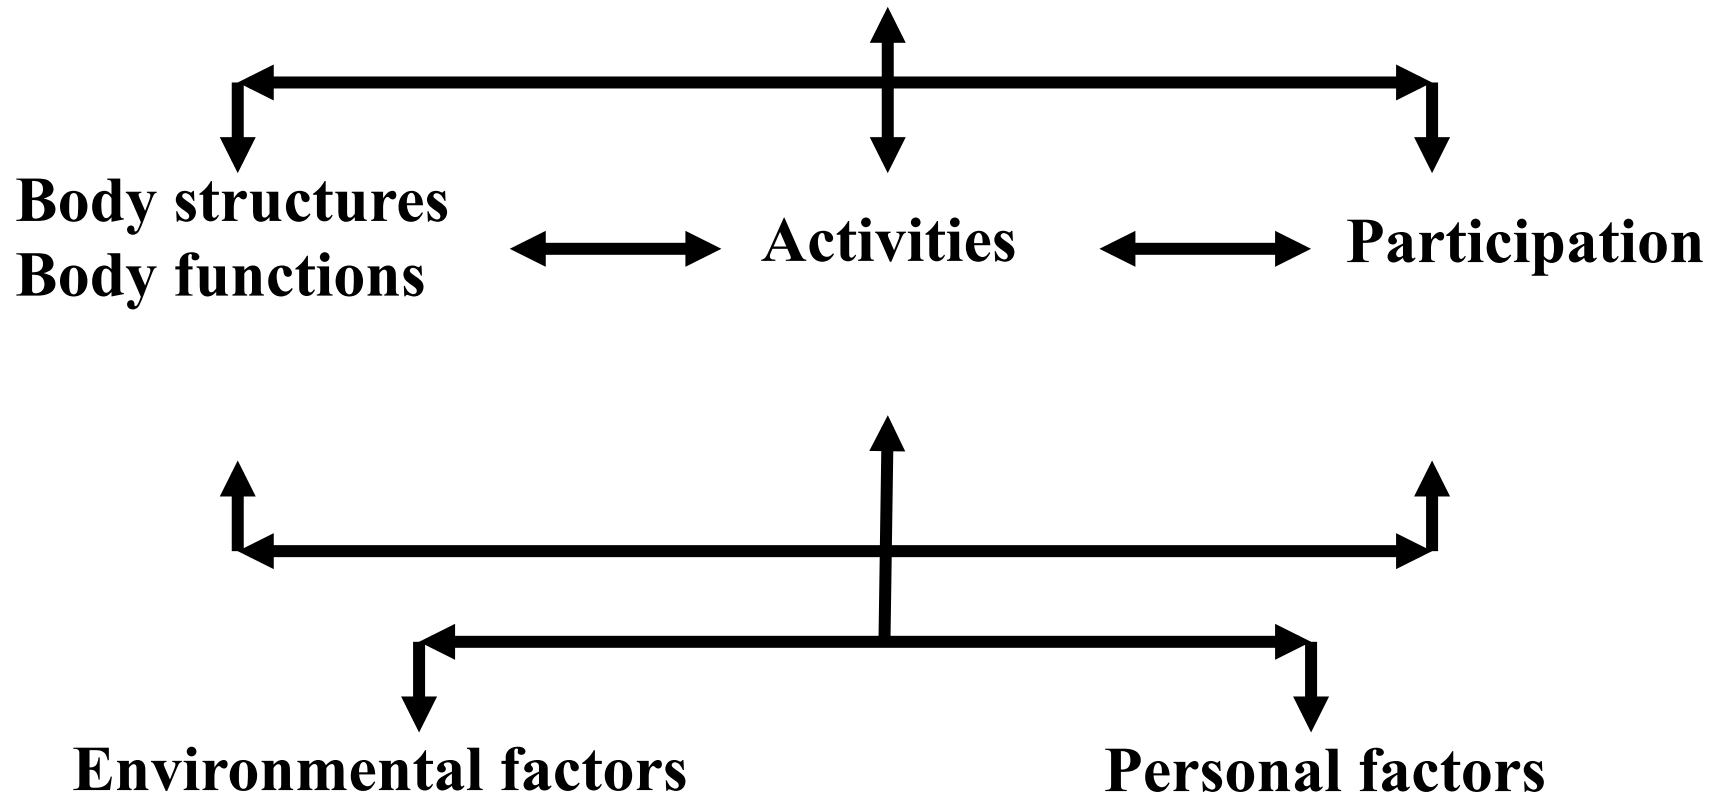 Body structures
Body functions
Activities
Participation
Environmental factors
Personal factors